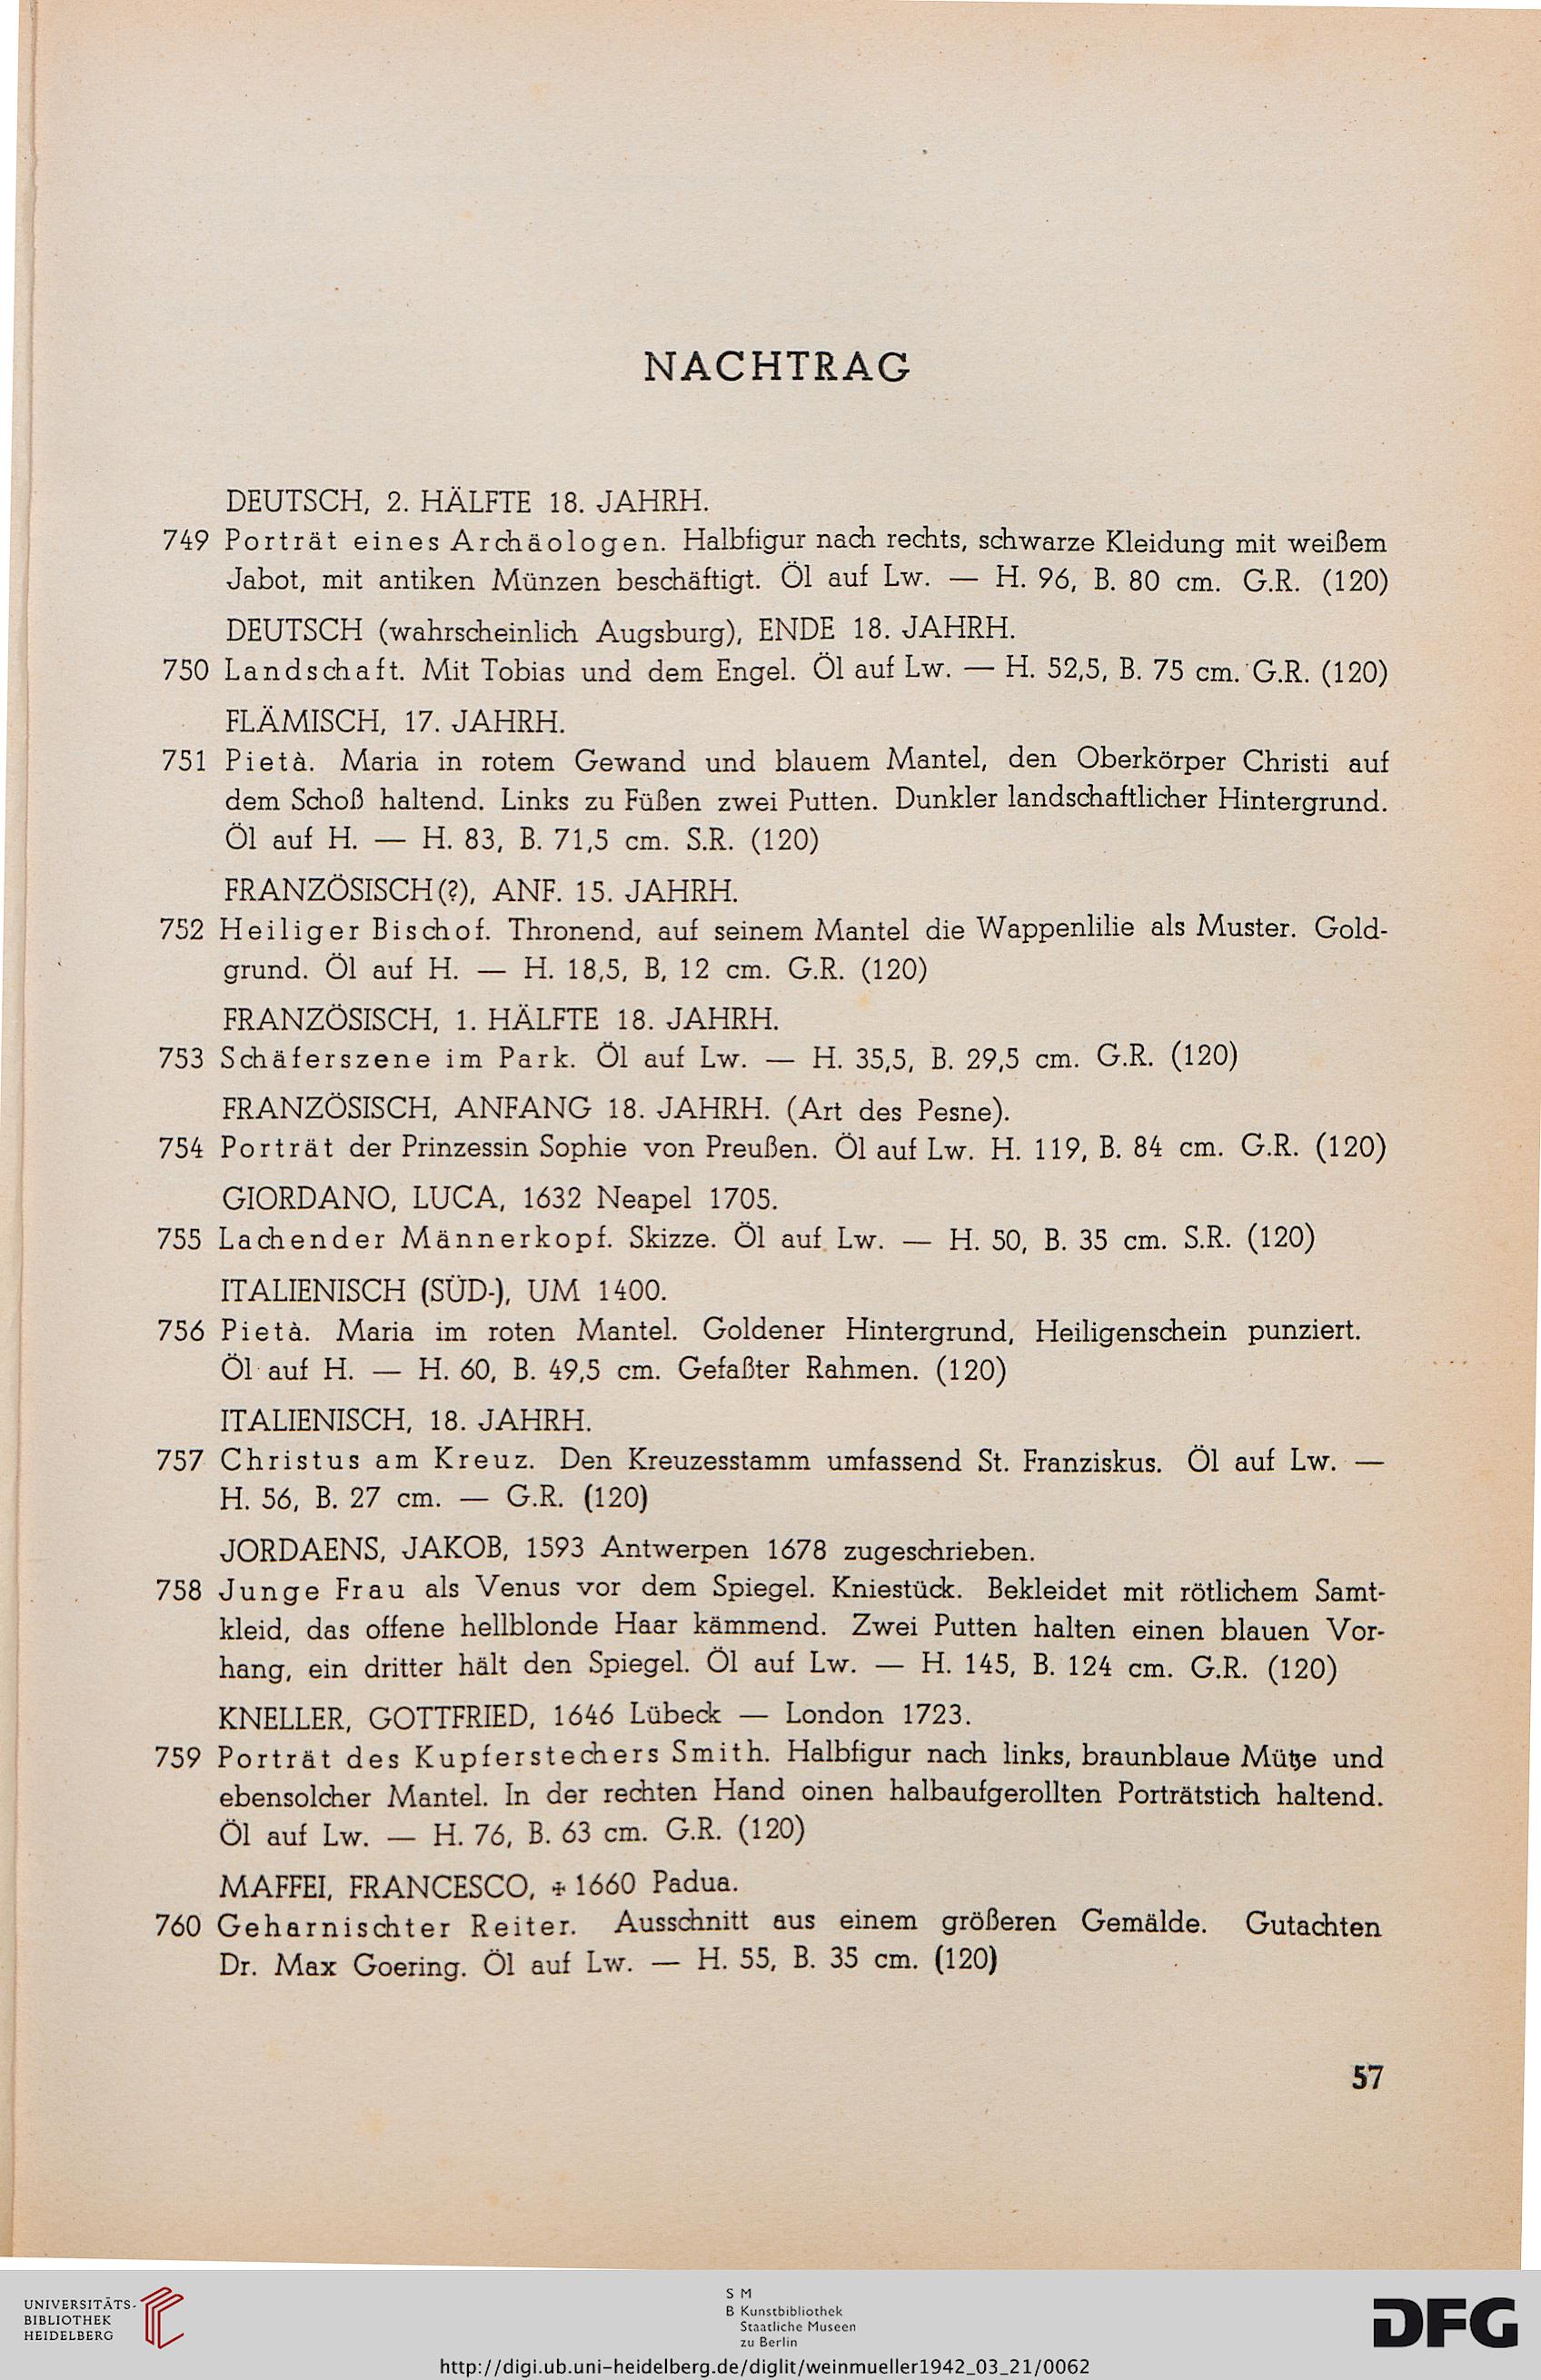 NACHTRAG
DEUTSCH, 2. HÄLFTE 18. JAHRH.
749 Porträt eines Archäologen. Halbfigur nach rechts, schwarze Kleidung mit weißem
Jabot, mit antiken Münzen beschäftigt. Öl auf Lw. — H. 96, B. 80 cm. G.R. (120)
DEUTSCH (wahrscheinlich Augsburg), ENDE 18. JAHRH.
750 Landschaft. Mit Tobias und dem Engel. Öl auf Lw. — H. 52,5, B. 75 cm. G.R. (120)
FLÄMISCH, 17. JAHRH.
751 Pietà. Maria in rotem Gewand und blauem Mantel, den Oberkörper Christi auf
dem Schoß haltend. Links zu Füßen zwei Putten. Dunkler landschaftlicher Hintergrund.
Öl auf H. — H. 83, B. 71,5 cm. S.R. (120)
FRANZÖSISCH(?), ANF. 15. JAHRH.
752 Heiliger Bischof. Thronend, auf seinem Mantel die Wappenlilie als Muster. Gold-
grund. Öl auf H. — H. 18,5, B, 12 cm. G.R. (120)
FRANZÖSISCH, 1. HÄLFTE 18. JAHRH.
753 Schäferszene im Park. Öl auf Lw. — H. 35,5, B. 29,5 cm. G.R. (120)
FRANZÖSISCH, ANFANG 18. JAHRH. (Art des Pesne).
754 Porträt der Prinzessin Sophie von Preußen. Öl auf Lw. H. 119, B. 84 cm. G.R. (120)
GIORDANO, LUCA, 1632 Neapel 1705.
755 Lachender Männerkopf. Skizze. Öl auf Lw. — H. 50, B. 35 cm. S.R. (120)
ITALIENISCH (SÜD-), UM 1400.
756 Pietà. Maria im roten Mantel. Goldener Hintergrund, Heiligenschein punziert.
Öl auf H. — H. 60, B. 49,5 cm. Gefaßter Rahmen. (120)
ITALIENISCH, 18. JAHRH.
757 Christus am Kreuz. Den Kreuzesstamm umfassend St. Franziskus. Öl auf Lw. —
H. 56, B. 27 cm. — G.R. (120)
JORDAENS, JAKOB, 1593 Antwerpen 1678 zugeschrieben.
758 Junge Frau als Venus vor dem Spiegel. Kniestück. Bekleidet mit rötlichem Samt-
kleid, das offene hellblonde Haar kämmend. Zwei Putten halten einen blauen Vor-
hang, ein dritter hält den Spiegel. Öl auf Lw. — H. 145, B. 124 cm. G.R. (120)
KNELLER, GOTTFRIED, 1646 Lübeck — London 1723.
759 Porträt des Kupferstechers Smith. Halbfigur nach links, braunblaue Mütze und
ebensolcher Mantel. In der rechten Hand oinen halbaufgerollten Porträtstich haltend.
Öl auf Lw. — H. 76, B. 63 cm. G.R. (120)
MAFFEI, FRANCESCO, ✠ 1660 Padua.
760 Geharnischter Reiter. Ausschnitt aus einem größeren Gemälde. Gutachten
Dr. Max Goering. Öl auf Lw. — H. 55, B. 35 cm. (120)
57
UNIVERSITÄTS-
BIBLIOTHEK
HEIDELBERG
S M
B Kunstbibliothek
Staatliche Museen
zu Berlin
DFG
http://digi.ub.uni-heidelberg.de/diglit/weinmueller1942_03_21/0062